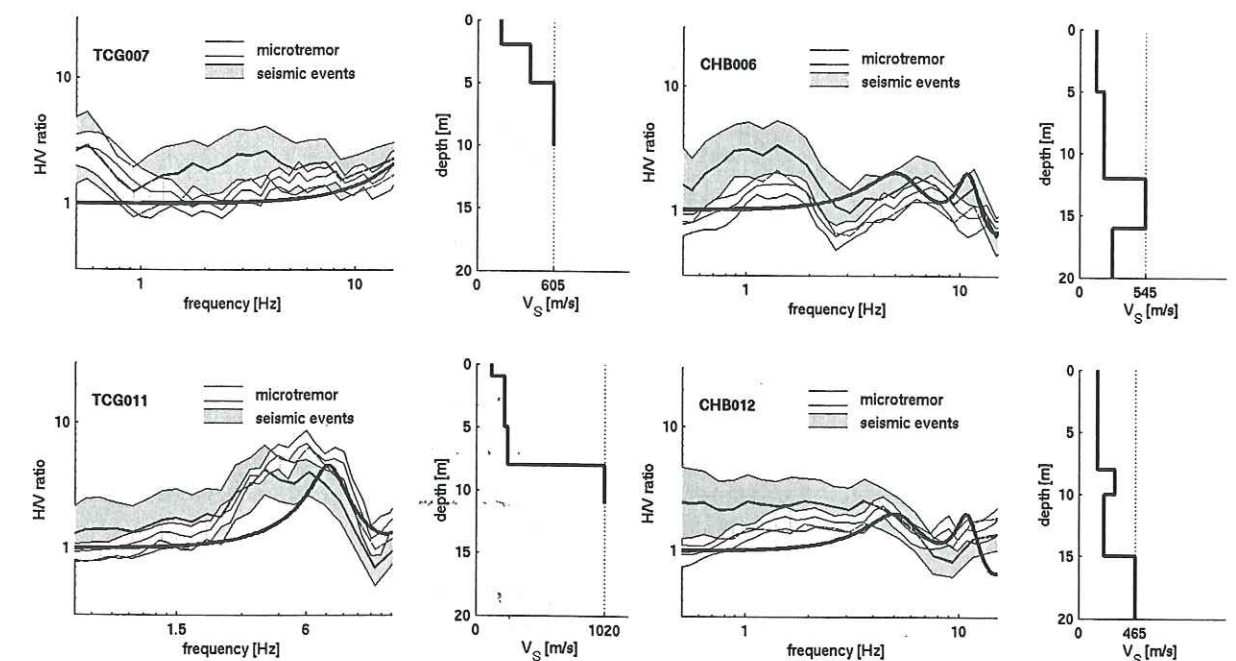 TCG007
microtremor
seismic events
10
1
H/V ratio
1
10
frequency [Hz]
0
5
10
15
20
depth [m]
0
605
V_S [m/s]
CHB006
microtremor
seismic events
10
1
H/V ratio
1
10
frequency [Hz]
0
5
10
15
20
depth [m]
0
545
V_S [m/s]
TCG011
microtremor
seismic events
10
1
H/V ratio
1.5
6
frequency [Hz]
0
5
10
15
20
depth [m]
0
1020
V_S [m/s]
CHB012
microtremor
seismic events
10
1
H/V ratio
1
10
frequency [Hz]
0
5
10
15
20
depth [m]
0
465
V_S [m/s]